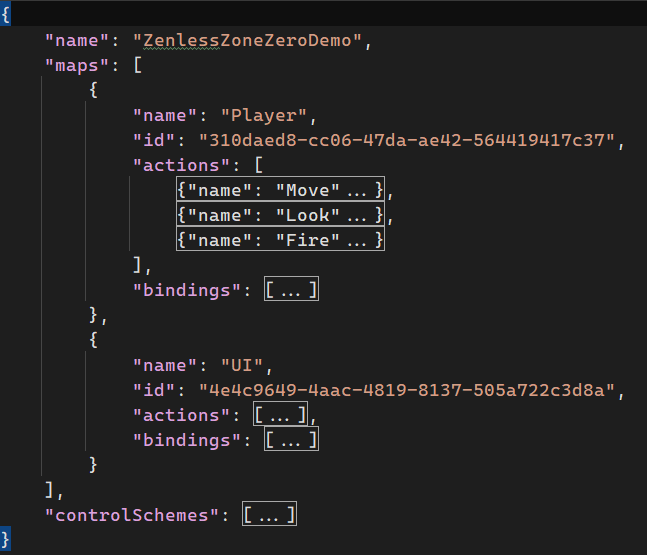 {
"name": "ZenlessZoneZeroDemo",
"maps": [
{
"name": "Player",
"id": "310daed8-cc06-47da-ae42-564419417c37",
"actions": [
{"name": "Move"...},
{"name": "Look"...},
{"name": "Fire"...}
],
"bindings": [...]
},
{
"name": "UI",
"id": "4e4c9649-4aac-4819-8137-505a722c3d8a",
"actions": [...],
"bindings": [...]
}
],
"controlSchemes": [...]
}